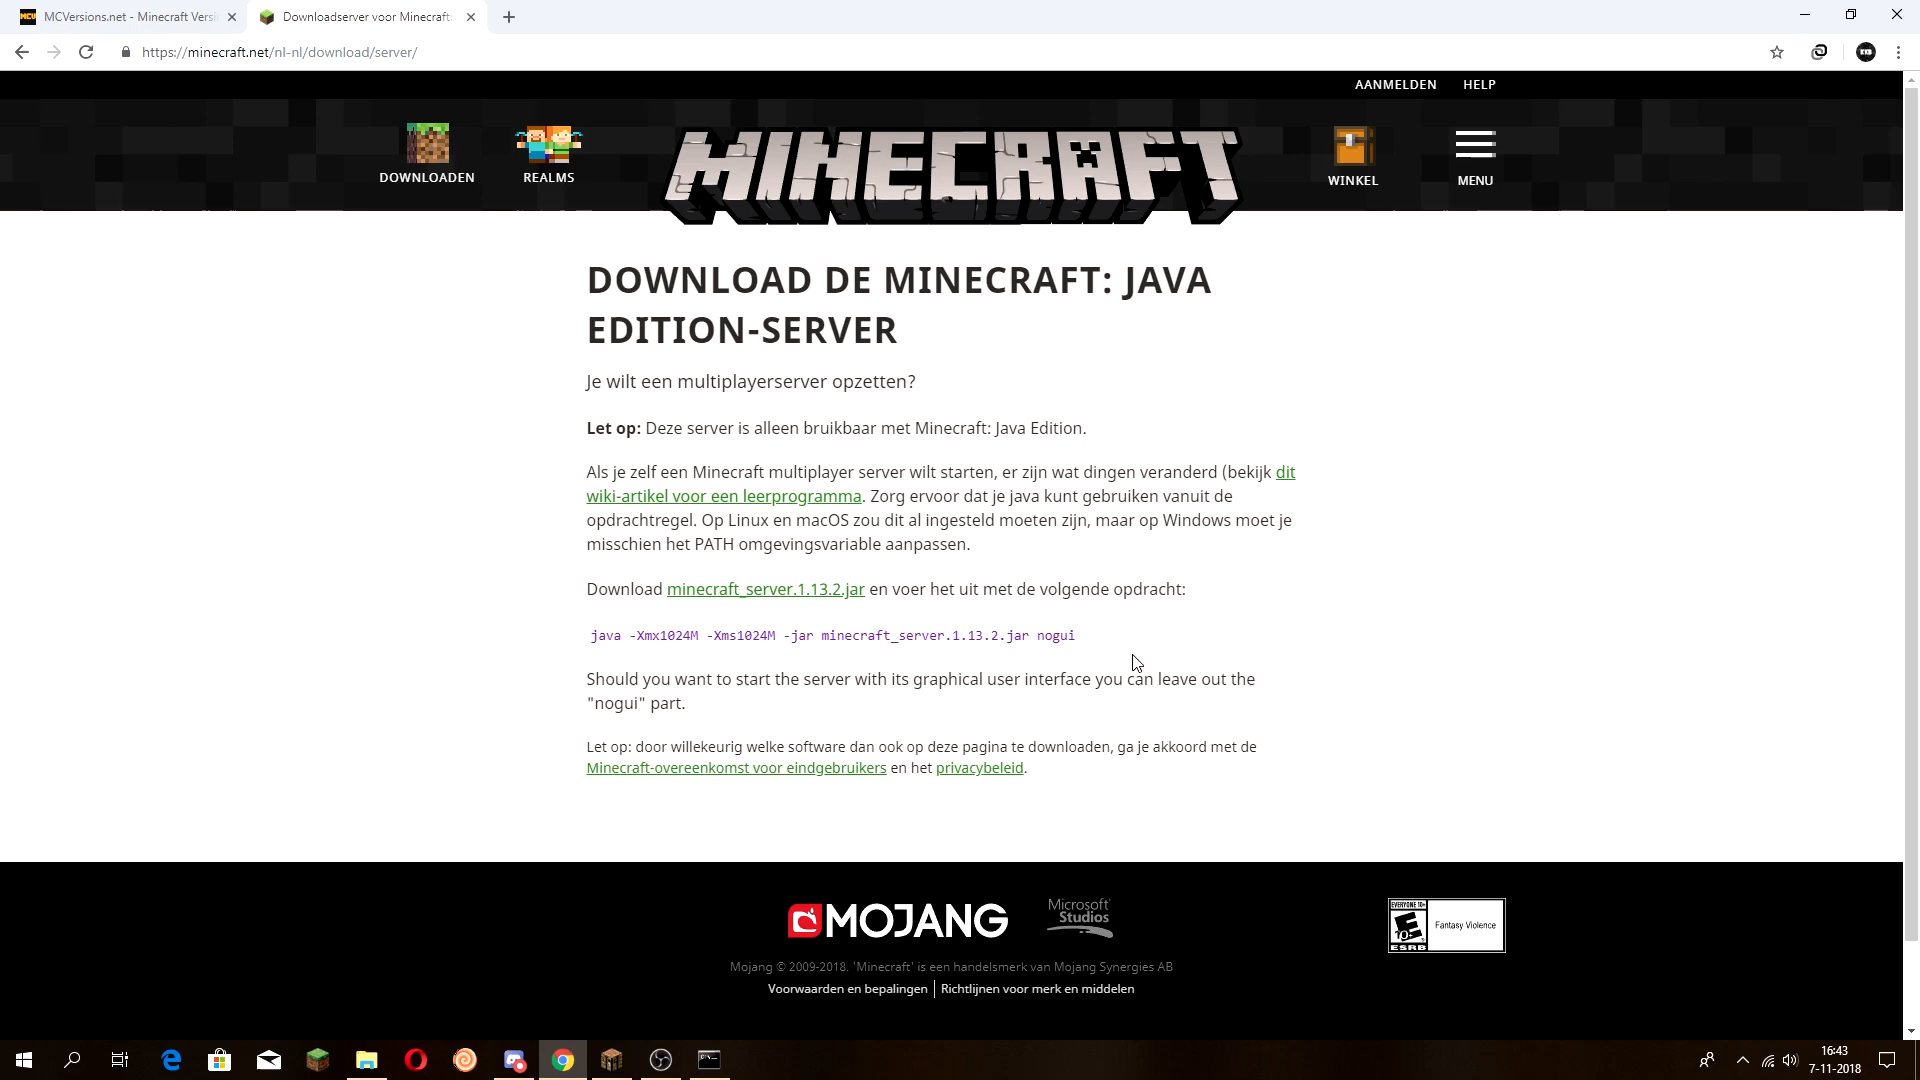 MCVersions.net - Minecraft Versi
Downloadserver voor Minecraft:
https://minecraft.net/nl-nl/download/server/
AANMELDEN
HELP
DOWNLOADEN
REALMS
MINECRAFT
WINKEL
MENU
DOWNLOAD DE MINECRAFT: JAVA
EDITION-SERVER
Je wilt een multiplayerserver opzetten?
Let op: Deze server is alleen bruikbaar met Minecraft: Java Edition.
Als je zelf een Minecraft multiplayer server wilt starten, er zijn wat dingen veranderd (bekijk dit
wiki-artikel voor een leerprogramma. Zorg ervoor dat je java kunt gebruiken vanuit de
opdrachtregel. Op Linux en macOS zou dit al ingesteld moeten zijn, maar op Windows moet je
misschien het PATH omgevingsvariable aanpassen.
Download minecraft_server.1.13.2.jar en voer het uit met de volgende opdracht:
java -Xmx1024M -Xms1024M -jar minecraft_server.1.13.2.jar nogui
Should you want to start the server with its graphical user interface you can leave out the
"nogui" part.
Let op: door willekeurig welke software dan ook op deze pagina te downloaden, ga je akkoord met de
Minecraft-overeenkomst voor eindgebruikers en het privacybeleid.
MOJANG
Microsoft
Studios
EVERYONE 10+
E
10+
ESRB
Fantasy Violence
Mojang © 2009-2018. 'Minecraft' is een handelsmerk van Mojang Synergies AB
Voorwaarden en bepalingen | Richtlijnen voor merk en middelen
16:43
7-11-2018